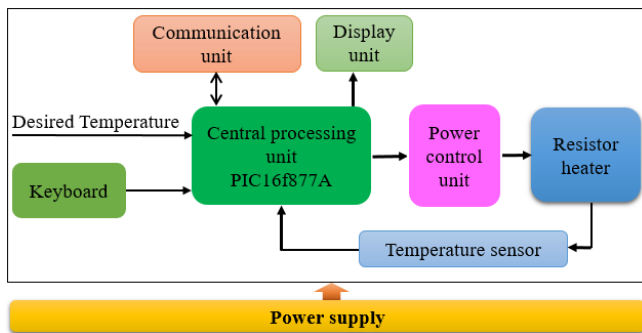 Communication
unit
Display
unit
Desired Temperature
Central processing
unit
PIC16f877A
Power
control
unit
Resistor
heater
Keyboard
Temperature sensor
Power supply